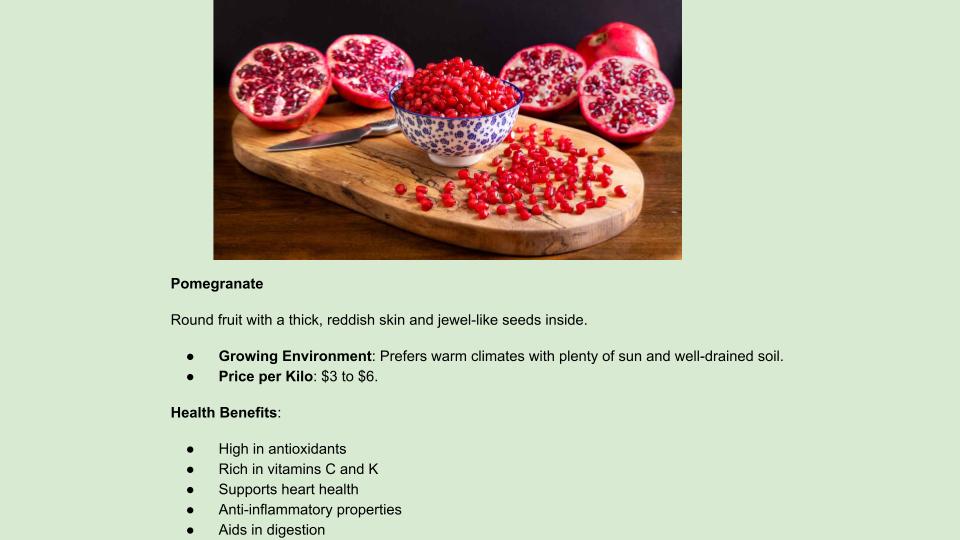 Pomegranate
Round fruit with a thick, reddish skin and jewel-like seeds inside.
● Growing Environment: Prefers warm climates with plenty of sun and well-drained soil.
● Price per Kilo: $3 to $6.
Health Benefits:
● High in antioxidants
● Rich in vitamins C and K
● Supports heart health
● Anti-inflammatory properties
● Aids in digestion